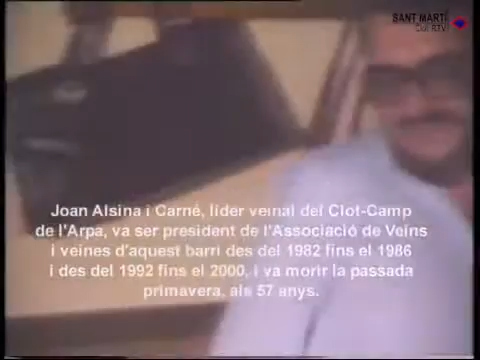 SANT MARTÍ
Joan Alsina i Carné, líder veïnal del Clot-Camp
de l'Arpa, va ser president de l'Associació de Veïns
i veïnes d'aquest barri des del 1982 fins el 1986
i des del 1992 fins el 2000, i va morir la passada
primavera, als 57 anys.